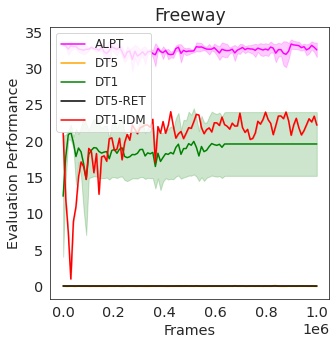 Freeway
Evaluation Performance
35
30
25
20
15
10
5
0
ALPT
DT5
DT1
DT5-RET
DT1-IDM
0.0 0.2 0.4 0.6 0.8 1.0
1e6
Frames